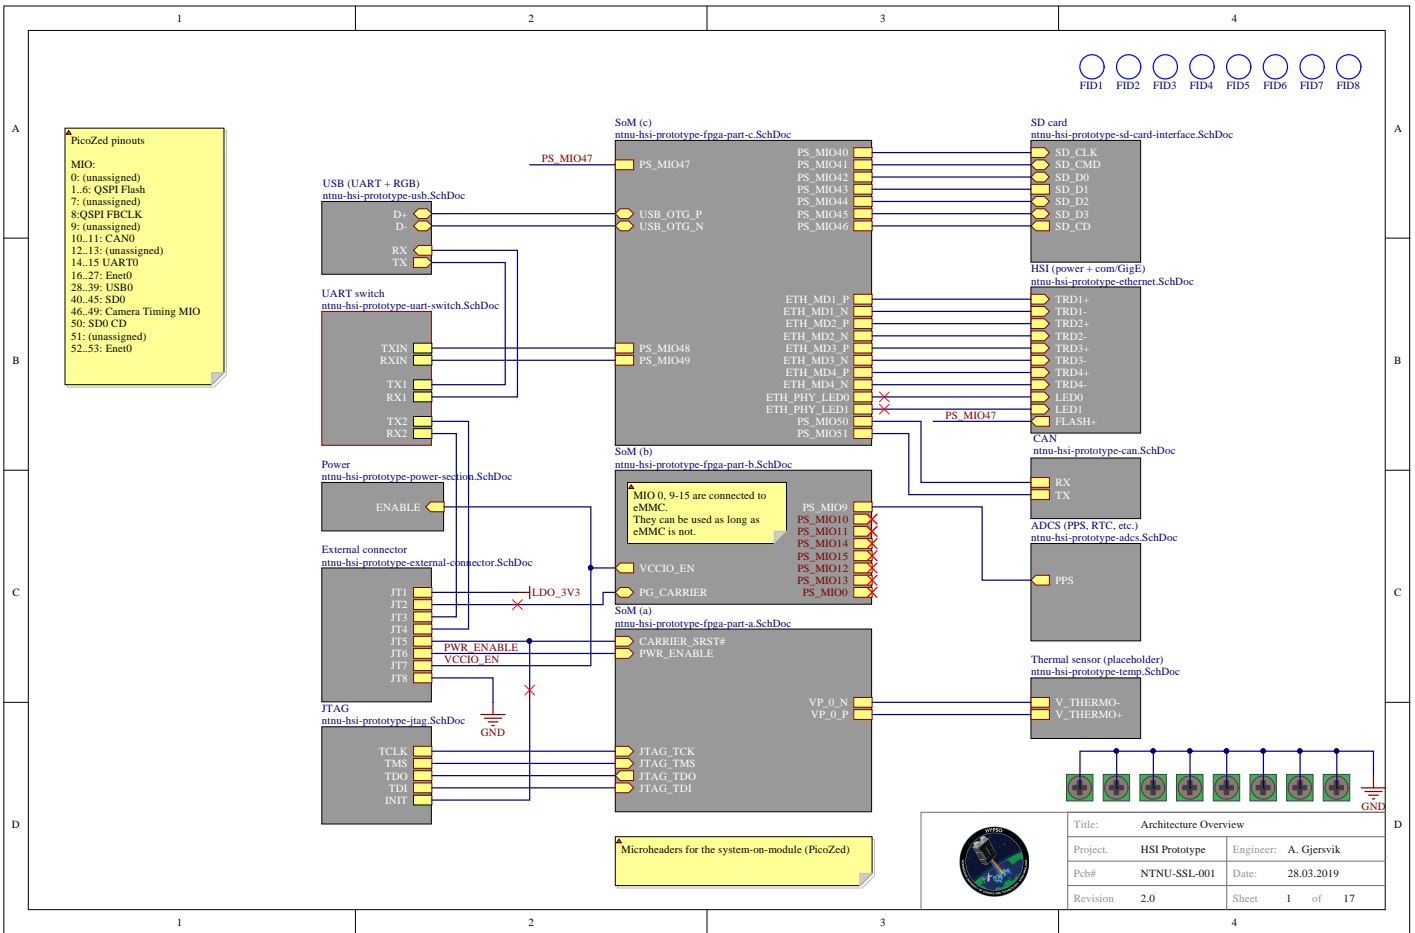 1 2 3 4
FID1 FID2 FID3 FID4 FID5 FID6 FID7 FID8
A
A
PicoZed pinouts
MIO:
0: (unassigned)
1..6: QSPI Flash
7: (unassigned)
8:QSPI FBCLK
9: (unassigned)
10..11: CAN0
12..13: (unassigned)
14..15 UART0
16..27: Enet0
28..39: USB0
40..45: SD0
46..49: Camera Timing MIO
50: SD0 CD
51: (unassigned)
52..53: Enet0
USB (UART + RGB)
ntnu-hsi-prototype-usb.SchDoc
D+
D-
RX
TX
UART switch
ntnu-hsi-prototype-uart-switch.SchDoc
TXIN
RXIN
TX1
RX1
TX2
RX2
Power
ntnu-hsi-prototype-power-section.SchDoc
ENABLE
External connector
ntnu-hsi-prototype-external-connector.SchDoc
JT1
JT2
JT3
JT4
JT5
JT6
JT7
JT8
LDO_3V3
PWR_ENABLE
VCCIO_EN
GND
JTAG
ntnu-hsi-prototype-jtag.SchDoc
TCLK
TMS
TDO
TDI
INIT
SoM (c)
ntnu-hsi-prototype-fpga-part-c.SchDoc
PS_MIO47
PS_MIO47
USB_OTG_P
USB_OTG_N
PS_MIO48
PS_MIO49
PS_MIO40
PS_MIO41
PS_MIO42
PS_MIO43
PS_MIO44
PS_MIO45
PS_MIO46
ETH_MD1_P
ETH_MD1_N
ETH_MD2_P
ETH_MD2_N
ETH_MD3_P
ETH_MD3_N
ETH_MD4_P
ETH_MD4_N
ETH_PHY_LED0
ETH_PHY_LED1
PS_MIO50
PS_MIO51
SoM (b)
ntnu-hsi-prototype-fpga-part-b.SchDoc
MIO 0, 9-15 are connected to
eMMC.
They can be used as long as
eMMC is not.
PS_MIO9
PS_MIO10
PS_MIO11
PS_MIO14
PS_MIO15
PS_MIO12
PS_MIO13
PS_MIO0
VCCIO_EN
PG_CARRIER
SoM (a)
ntnu-hsi-prototype-fpga-part-a.SchDoc
CARRIER_SRST#
PWR_ENABLE
VP_0_N
VP_0_P
JTAG_TCK
JTAG_TMS
JTAG_TDO
JTAG_TDI
Microheaders for the system-on-module (PicoZed)
SD card
ntnu-hsi-prototype-sd-card-interface.SchDoc
SD_CLK
SD_CMD
SD_D0
SD_D1
SD_D2
SD_D3
SD_CD
HSI (power + com/GigE)
ntnu-hsi-prototype-ethernet.SchDoc
TRD1+
TRD1-
TRD2+
TRD2-
TRD3+
TRD3-
TRD4+
TRD4-
LED0
LED1
FLASH+
PS_MIO47
CAN
ntnu-hsi-prototype-can.SchDoc
RX
TX
ADCS (PPS, RTC, etc.)
ntnu-hsi-prototype-adcs.SchDoc
PPS
Thermal sensor (placeholder)
ntnu-hsi-prototype-temp.SchDoc
V_THERMO-
V_THERMO+
GND
B
B
C
C
D
D
HYPSO
Title: Architecture Overview
Project. HSI Prototype Engineer: A. Gjersvik
Pcb# NTNU-SSL-001 Date: 28.03.2019
Revision 2.0 Sheet 1 of 17
1 2 3 4